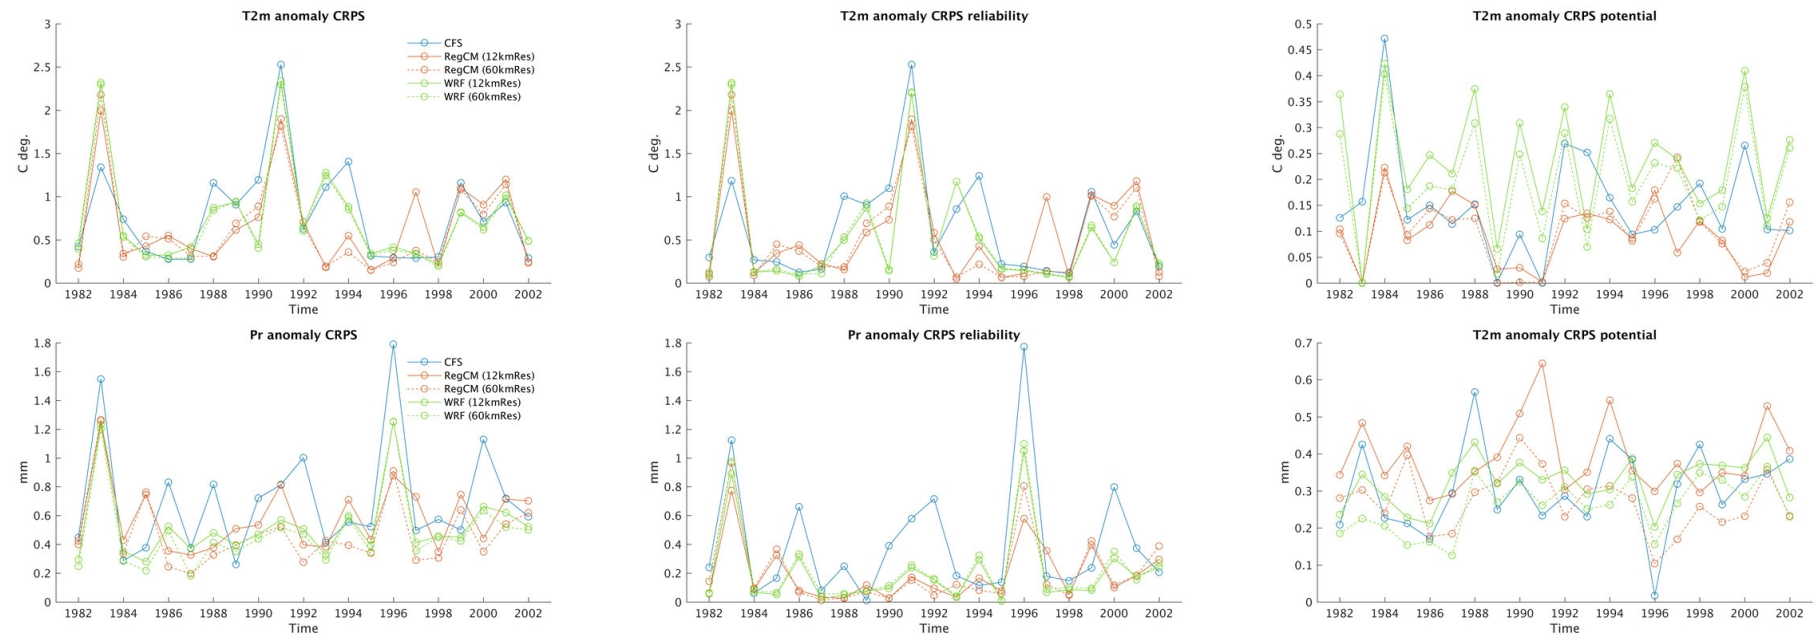 T2m anomaly CRPS
3
2.5
2
1.5
1
0.5
0
C deg.
CFS
RegCM (12kmRes)
RegCM (60kmRes)
WRF (12kmRes)
WRF (60kmRes)
1982 1984 1986 1988 1990 1992 1994 1996 1998 2000 2002
Time
T2m anomaly CRPS reliability
3
2.5
2
1.5
1
0.5
0
C deg.
1982 1984 1986 1988 1990 1992 1994 1996 1998 2000 2002
Time
T2m anomaly CRPS potential
0.5
0.45
0.4
0.35
0.3
0.25
0.2
0.15
0.1
0.05
0
C deg.
1982 1984 1986 1988 1990 1992 1994 1996 1998 2000 2002
Time
Pr anomaly CRPS
1.8
1.6
1.4
1.2
1
0.8
0.6
0.4
0.2
0
mm
CFS
RegCM (12kmRes)
RegCM (60kmRes)
WRF (12kmRes)
WRF (60kmRes)
1982 1984 1986 1988 1990 1992 1994 1996 1998 2000 2002
Time
Pr anomaly CRPS reliability
1.8
1.6
1.4
1.2
1
0.8
0.6
0.4
0.2
0
mm
1982 1984 1986 1988 1990 1992 1994 1996 1998 2000 2002
Time
T2m anomaly CRPS potential
0.7
0.6
0.5
0.4
0.3
0.2
0.1
0
mm
1982 1984 1986 1988 1990 1992 1994 1996 1998 2000 2002
Time